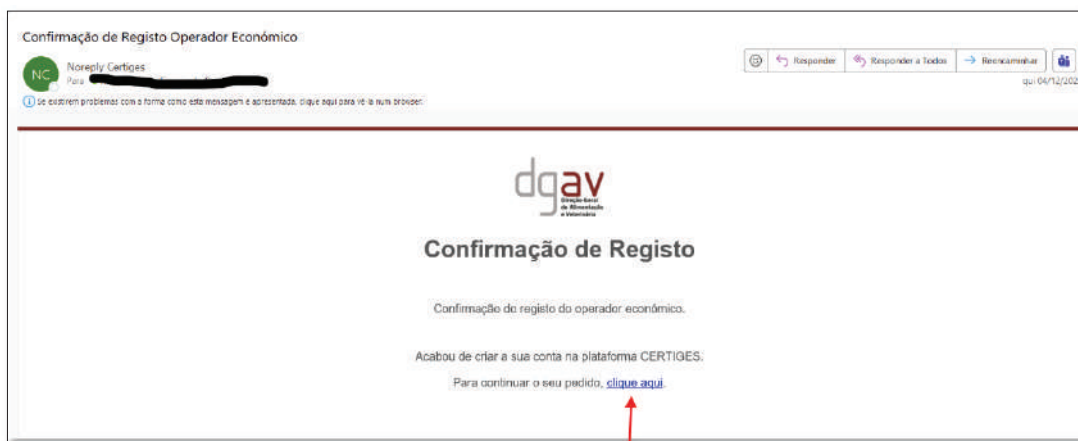 Confirmação de Registo Operador Económico
NC
Noreply Certiges
Para
Responder
Responder a Todos
Reencaminhar
qui 04/12/202
Se existirem problemas com a forma como esta mensagem é apresentada, clique aqui para vê-la num browser.
dgav
Direção-Geral
de Alimentação
e Veterinária
Confirmação de Registo
Confirmação do registo do operador económico.
Acabou de criar a sua conta na plataforma CERTIGES.
Para continuar o seu pedido, clique aqui.